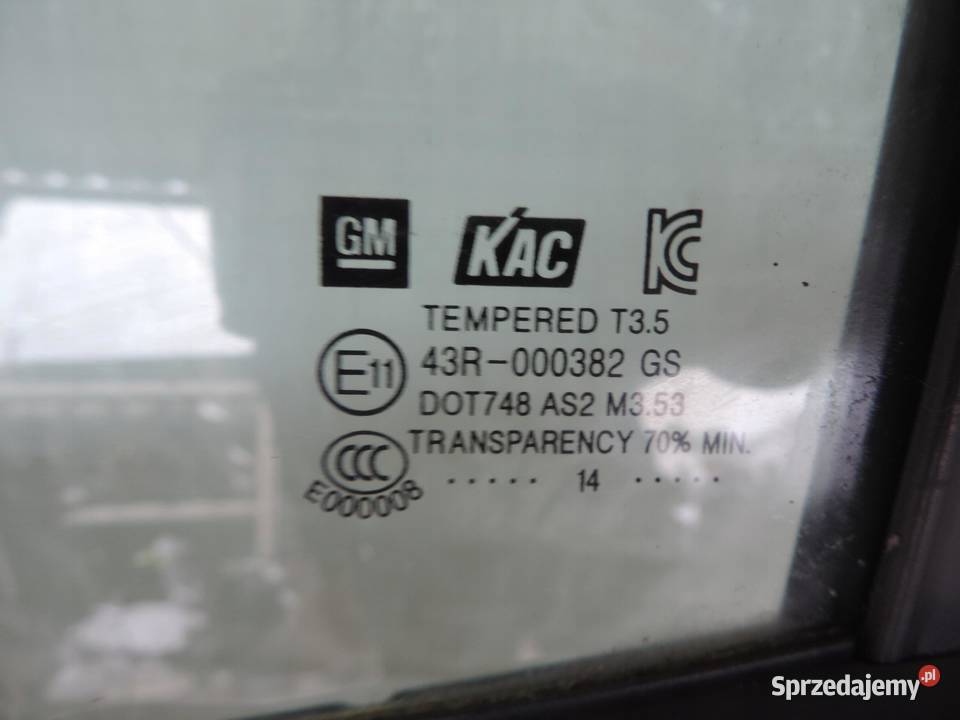 GM KAC KC
TEMPERED T3.5
E11 43R-000382 GS
DOT748 AS2 M3.53
CCC TRANSPARENCY 70% MIN.
E000008
..... 14 .....
Sprzedajemy.pl